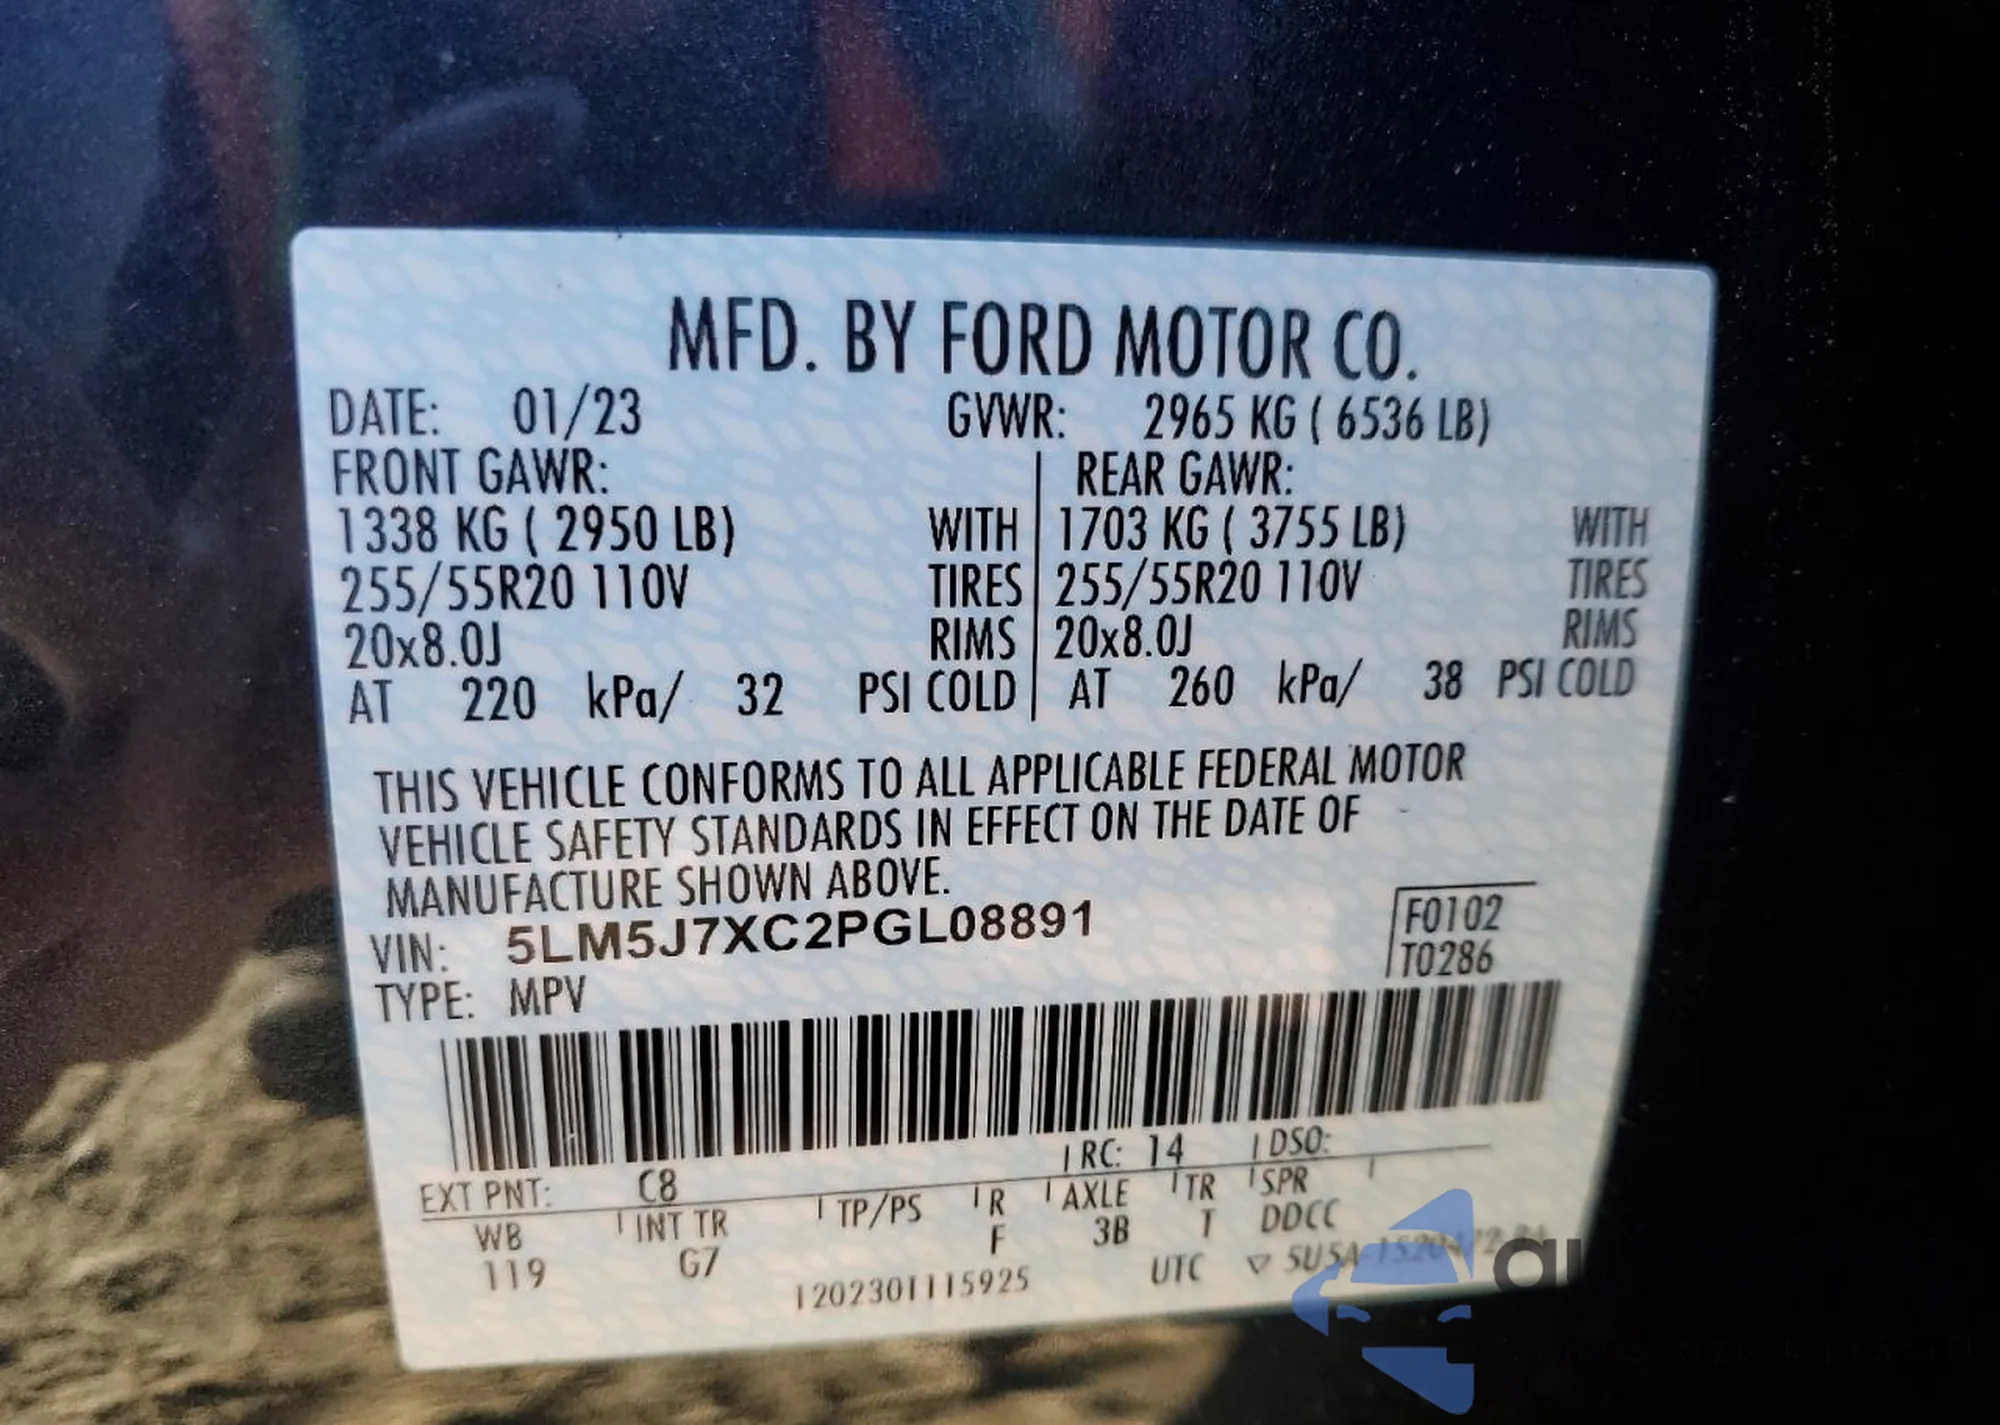 MFD. BY FORD MOTOR CO.
DATE: 01/23 GVWR: 2965 KG ( 6536 LB)
FRONT GAWR: REAR GAWR:
1338 KG ( 2950 LB) WITH 1703 KG ( 3755 LB) WITH
255/55R20 110V TIRES 255/55R20 110V TIRES
20x8.0J RIMS 20x8.0J RIMS
AT 220 kPa/ 32 PSI COLD AT 260 kPa/ 38 PSI COLD
THIS VEHICLE CONFORMS TO ALL APPLICABLE FEDERAL MOTOR
VEHICLE SAFETY STANDARDS IN EFFECT ON THE DATE OF
MANUFACTURE SHOWN ABOVE.
VIN: 5LM5J7XC2PGL08891
F0102
T0286
TYPE: MPV
EXT PNT: C8 RC: 14 DSO:
WB INT TR TP/PS R AXLE TR SPR
119 G7 F 3B T DDCC
1202301115925 UTC